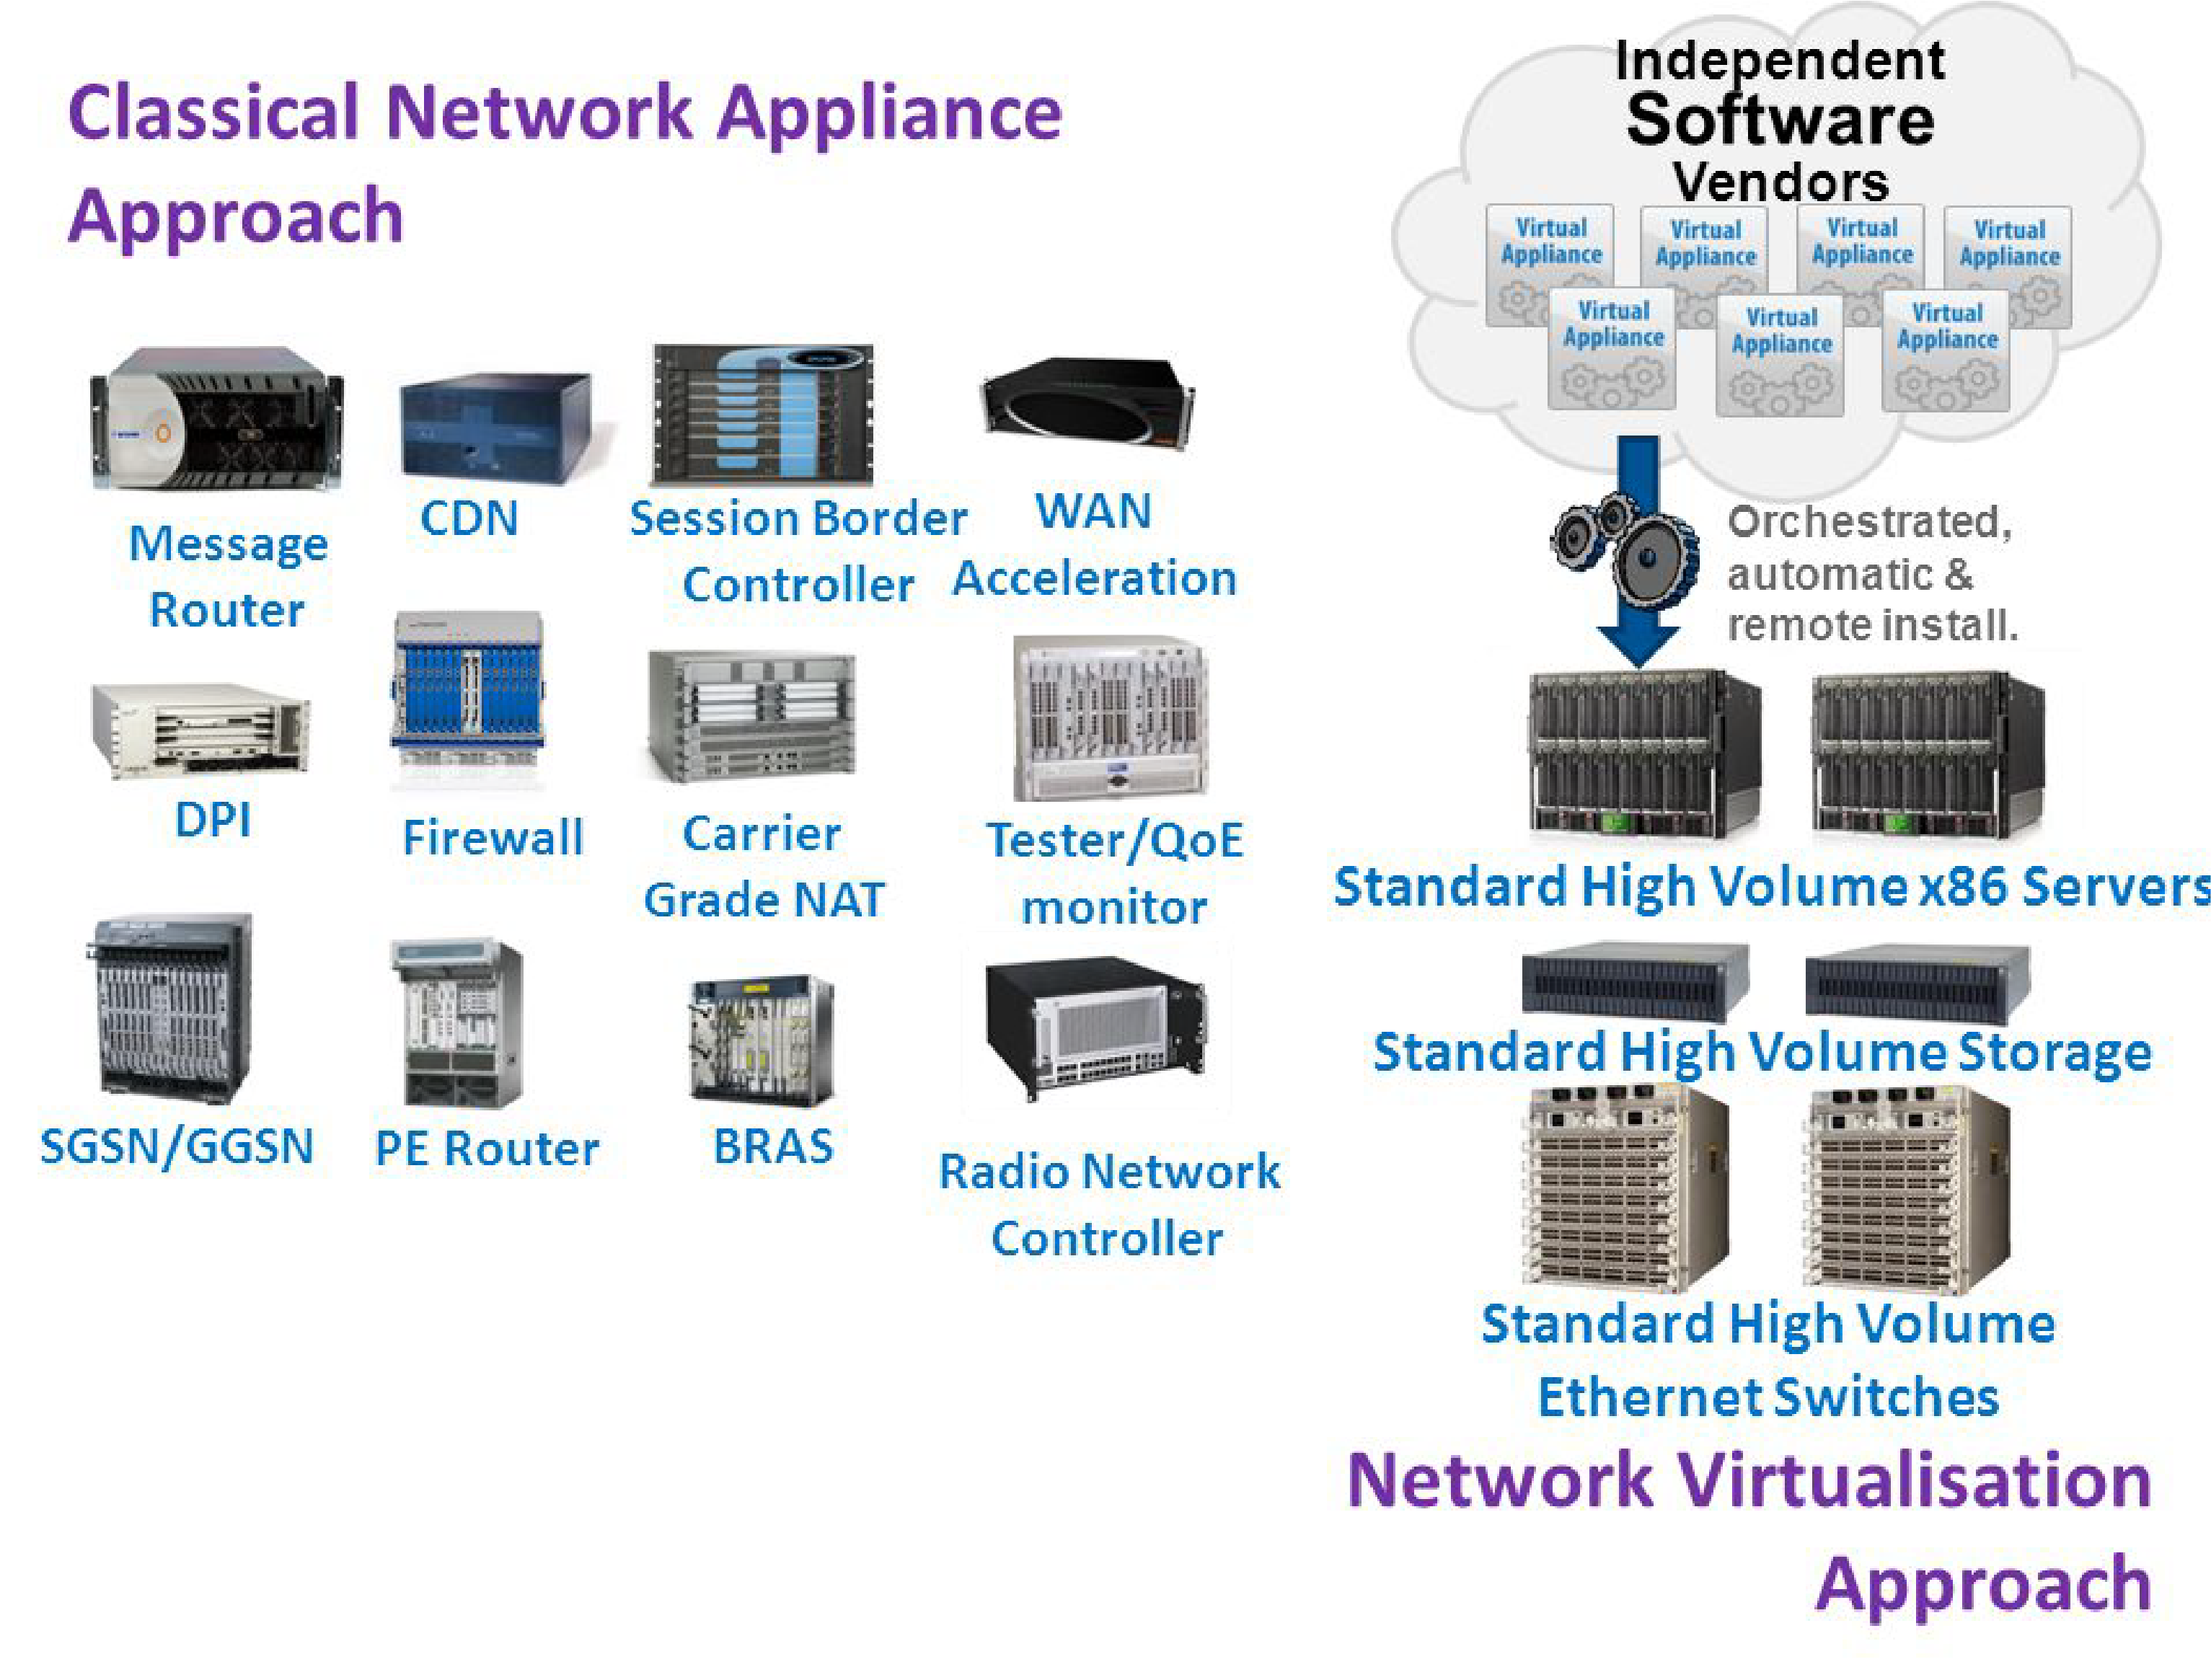 Classical Network Appliance
Approach
Message
Router
CDN
Session Border
Controller
WAN
Acceleration
DPI
Firewall
Carrier
Grade NAT
Tester/QoE
monitor
SGSN/GGSN
PE Router
BRAS
Radio Network
Controller
Independent
Software
Vendors
Virtual
Appliance
Virtual
Appliance
Virtual
Appliance
Virtual
Appliance
Virtual
Appliance
Virtual
Appliance
Virtual
Appliance
Orchestrated,
automatic &
remote install.
Standard High Volume x86 Servers
Standard High Volume Storage
Standard High Volume
Ethernet Switches
Network Virtualisation
Approach